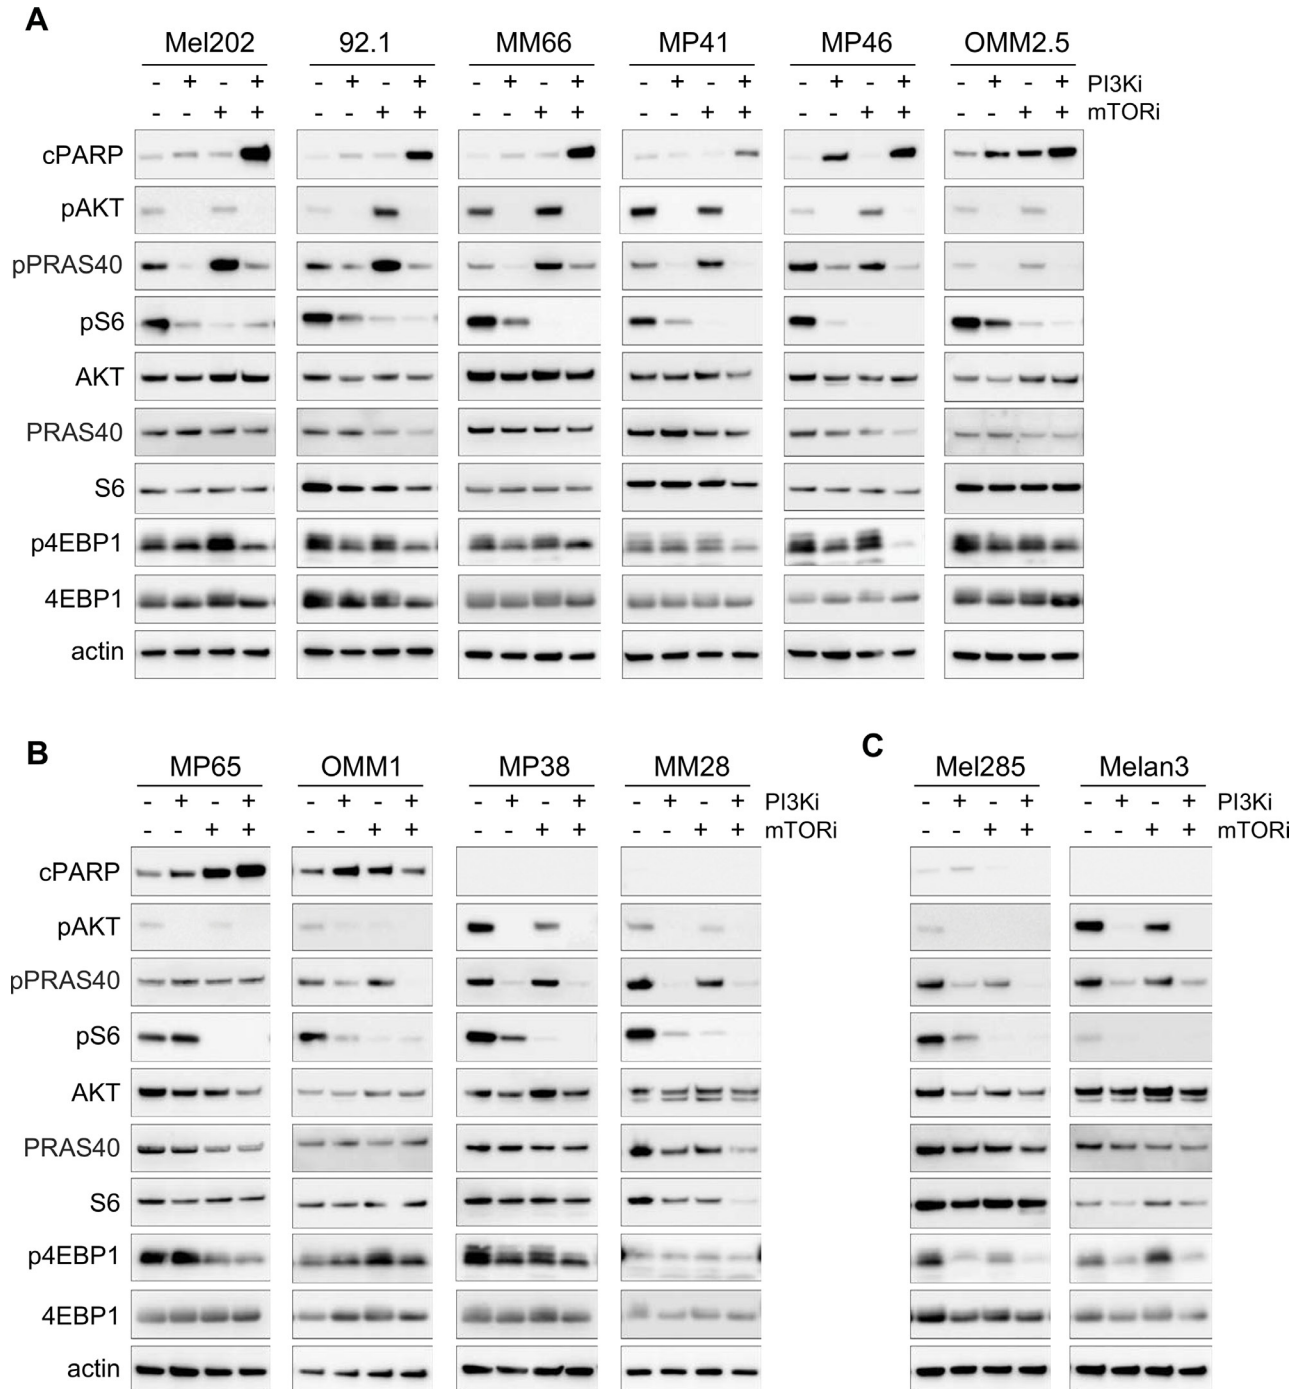 A
Mel202 92.1 MM66 MP41 MP46 OMM2.5
- + - + - + - + - + - + - + - + - + - + - + - + PI3Ki
- - + + - - + + - - + + - - + + - - + + - - + + mTORi
cPARP
pAKT
pPRAS40
pS6
AKT
PRAS40
S6
p4EBP1
4EBP1
actin
B
MP65 OMM1 MP38 MM28
- + - + - + - + - + - + - + - + PI3Ki
- - + + - - + + - - + + - - + + mTORi
cPARP
pAKT
pPRAS40
pS6
AKT
PRAS40
S6
p4EBP1
4EBP1
actin
C
Mel285 Melan3
- + - + - + - + PI3Ki
- - + + - - + + mTORi